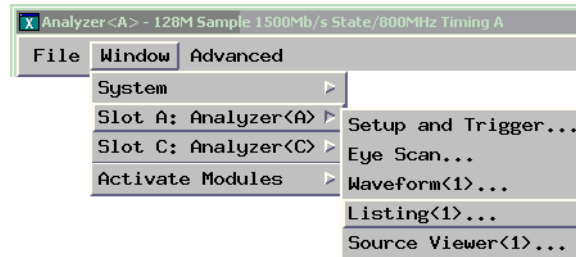 Analyzer<A> - 128M Sample 1500Mb/s State/800MHz Timing A
File Window Advanced
System
Slot A: Analyzer<A>
Slot C: Analyzer<C>
Activate Modules
Setup and Trigger...
Eye Scan...
Waveform<1>...
Listing<1>...
Source Viewer<1>...